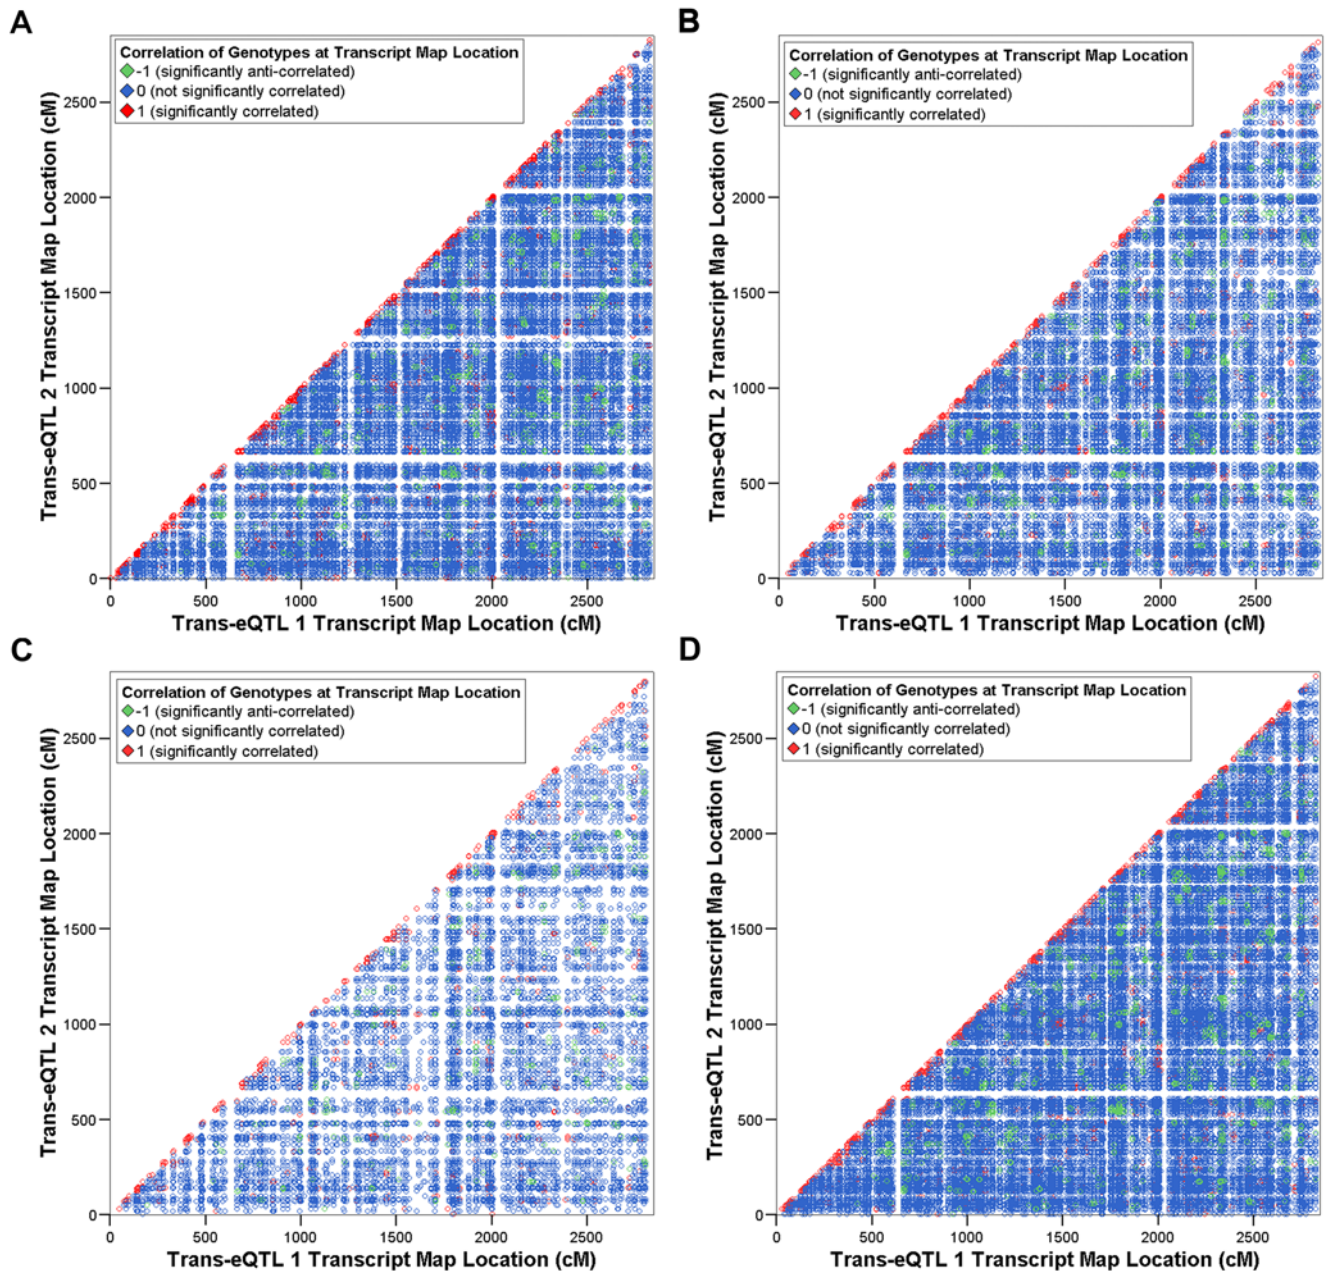 A
Correlation of Genotypes at Transcript Map Location
-1 (significantly anti-correlated)
0 (not significantly correlated)
1 (significantly correlated)
Trans-eQTL 2 Transcript Map Location (cM)
2500
2000
1500
1000
500
0
0 500 1000 1500 2000 2500
Trans-eQTL 1 Transcript Map Location (cM)
B
Correlation of Genotypes at Transcript Map Location
-1 (significantly anti-correlated)
0 (not significantly correlated)
1 (significantly correlated)
Trans-eQTL 2 Transcript Map Location (cM)
2500
2000
1500
1000
500
0
0 500 1000 1500 2000 2500
Trans-eQTL 1 Transcript Map Location (cM)
C
Correlation of Genotypes at Transcript Map Location
-1 (significantly anti-correlated)
0 (not significantly correlated)
1 (significantly correlated)
Trans-eQTL 2 Transcript Map Location (cM)
2500
2000
1500
1000
500
0
0 500 1000 1500 2000 2500
Trans-eQTL 1 Transcript Map Location (cM)
D
Correlation of Genotypes at Transcript Map Location
-1 (significantly anti-correlated)
0 (not significantly correlated)
1 (significantly correlated)
Trans-eQTL 2 Transcript Map Location (cM)
2500
2000
1500
1000
500
0
0 500 1000 1500 2000 2500
Trans-eQTL 1 Transcript Map Location (cM)